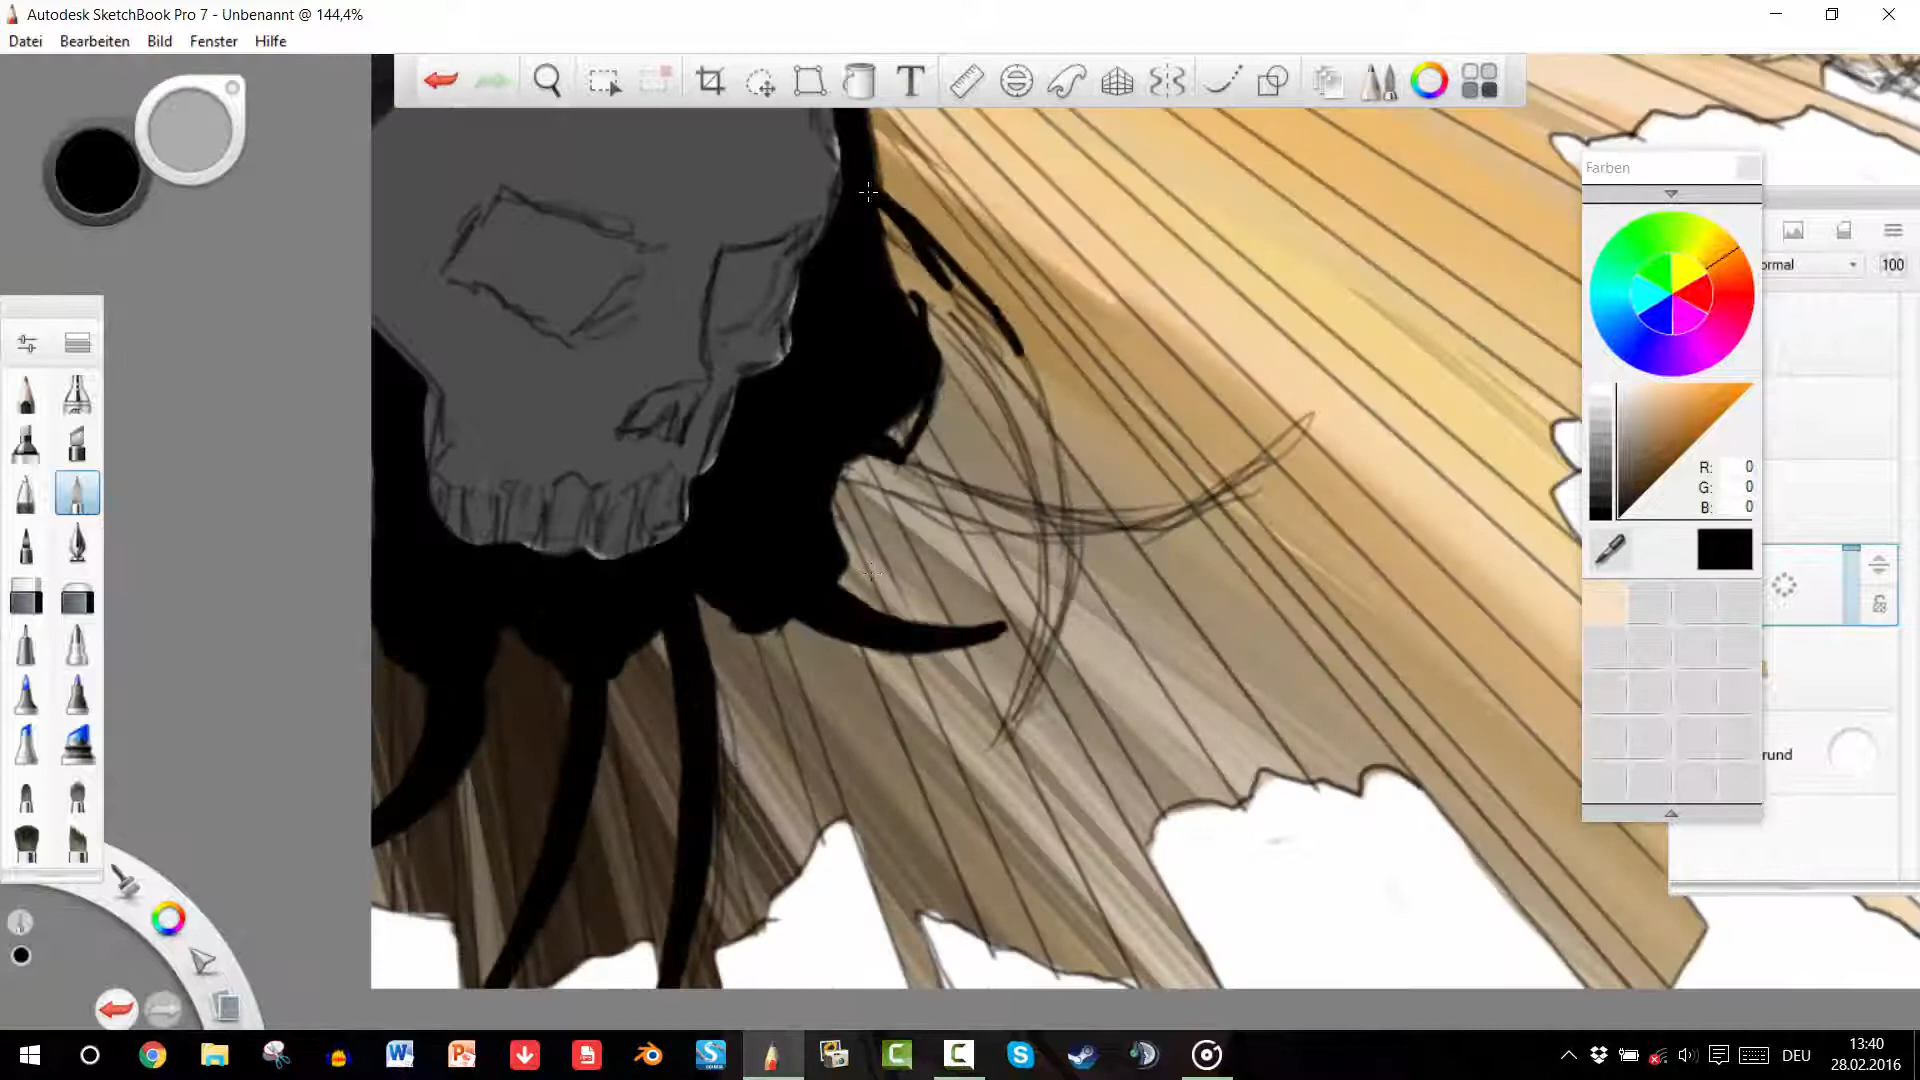 Autodesk SketchBook Pro 7 - Unbenannt @ 144,4%
Datei Bearbeiten Bild Fenster Hilfe
T
Farben
ormal 100
R: 0
G: 0
B: 0
rund
DEU
13:40
28.02.2016